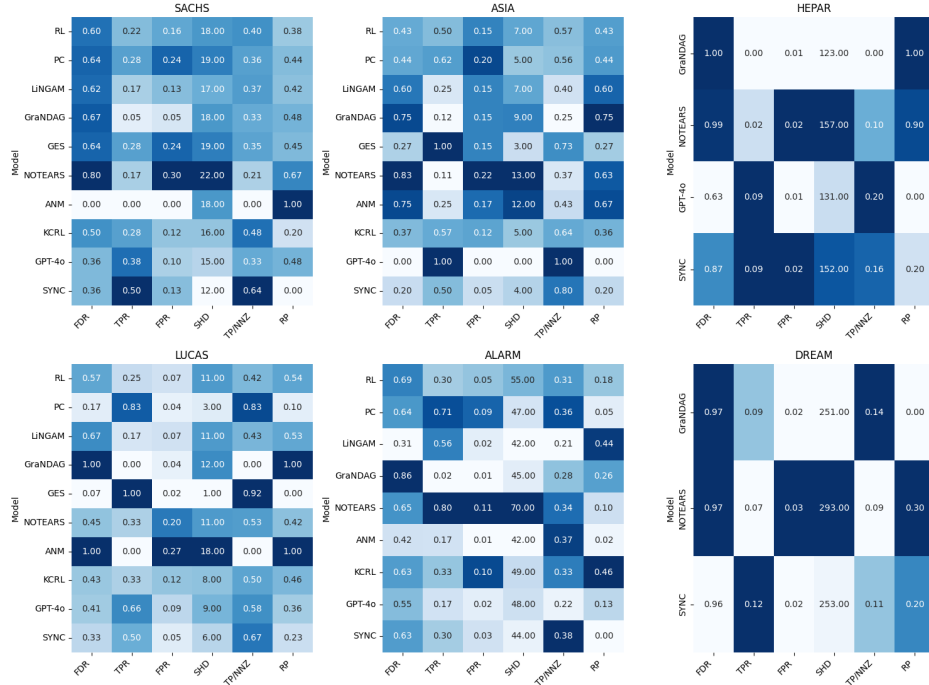 SACHS
RL 0.60 0.22 0.16 18.00 0.40 0.38
PC 0.64 0.28 0.24 19.00 0.36 0.44
LiNGAM 0.62 0.17 0.13 17.00 0.37 0.42
GraNDAG 0.67 0.05 0.05 18.00 0.33 0.48
GES 0.64 0.28 0.24 19.00 0.35 0.45
NOTEARS 0.80 0.17 0.30 22.00 0.21 0.67
ANM 0.00 0.00 0.00 18.00 0.00 1.00
KCRL 0.50 0.28 0.12 16.00 0.48 0.20
GPT-4o 0.36 0.38 0.10 15.00 0.33 0.48
SYNC 0.36 0.50 0.13 12.00 0.64 0.00
Model
FDR TPR FPR SHD TP/NNZ RP
ASIA
RL 0.43 0.50 0.15 7.00 0.57 0.43
PC 0.44 0.62 0.20 5.00 0.56 0.44
LiNGAM 0.60 0.25 0.15 7.00 0.40 0.60
GraNDAG 0.75 0.12 0.15 9.00 0.25 0.75
GES 0.27 1.00 0.15 3.00 0.73 0.27
NOTEARS 0.83 0.11 0.22 13.00 0.37 0.63
ANM 0.75 0.25 0.17 12.00 0.43 0.67
KCRL 0.37 0.57 0.12 5.00 0.64 0.36
GPT-4o 0.00 1.00 0.00 0.00 1.00 0.00
SYNC 0.20 0.50 0.05 4.00 0.80 0.20
Model
FDR TPR FPR SHD TP/NNZ RP
HEPAR
GraNDAG 1.00 0.00 0.01 123.00 0.00 1.00
NOTEARS 0.99 0.02 0.02 157.00 0.10 0.90
GPT-4o 0.63 0.09 0.01 131.00 0.20 0.00
SYNC 0.87 0.09 0.02 152.00 0.16 0.20
Model
FDR TPR FPR SHD TP/NNZ RP
LUCAS
RL 0.57 0.25 0.07 11.00 0.42 0.54
PC 0.17 0.83 0.04 3.00 0.83 0.10
LiNGAM 0.67 0.17 0.07 11.00 0.43 0.53
GraNDAG 1.00 0.00 0.04 12.00 0.00 1.00
GES 0.07 1.00 0.02 1.00 0.92 0.00
NOTEARS 0.45 0.33 0.20 11.00 0.53 0.42
ANM 1.00 0.00 0.27 18.00 0.00 1.00
KCRL 0.43 0.33 0.12 8.00 0.50 0.46
GPT-4o 0.41 0.66 0.09 9.00 0.58 0.36
SYNC 0.33 0.50 0.05 6.00 0.67 0.23
Model
FDR TPR FPR SHD TP/NNZ RP
ALARM
RL 0.69 0.30 0.05 55.00 0.31 0.18
PC 0.64 0.71 0.09 47.00 0.36 0.05
LiNGAM 0.31 0.56 0.02 42.00 0.21 0.44
GraNDAG 0.86 0.02 0.01 45.00 0.28 0.26
NOTEARS 0.65 0.80 0.11 70.00 0.34 0.10
ANM 0.42 0.17 0.01 42.00 0.37 0.02
KCRL 0.63 0.33 0.10 49.00 0.33 0.46
GPT-4o 0.55 0.17 0.02 48.00 0.22 0.13
SYNC 0.63 0.30 0.03 44.00 0.38 0.00
Model
FDR TPR FPR SHD TP/NNZ RP
DREAM
GraNDAG 0.97 0.09 0.02 251.00 0.14 0.00
NOTEARS 0.97 0.07 0.03 293.00 0.09 0.30
SYNC 0.96 0.12 0.02 253.00 0.11 0.20
Model
FDR TPR FPR SHD TP/NNZ RP